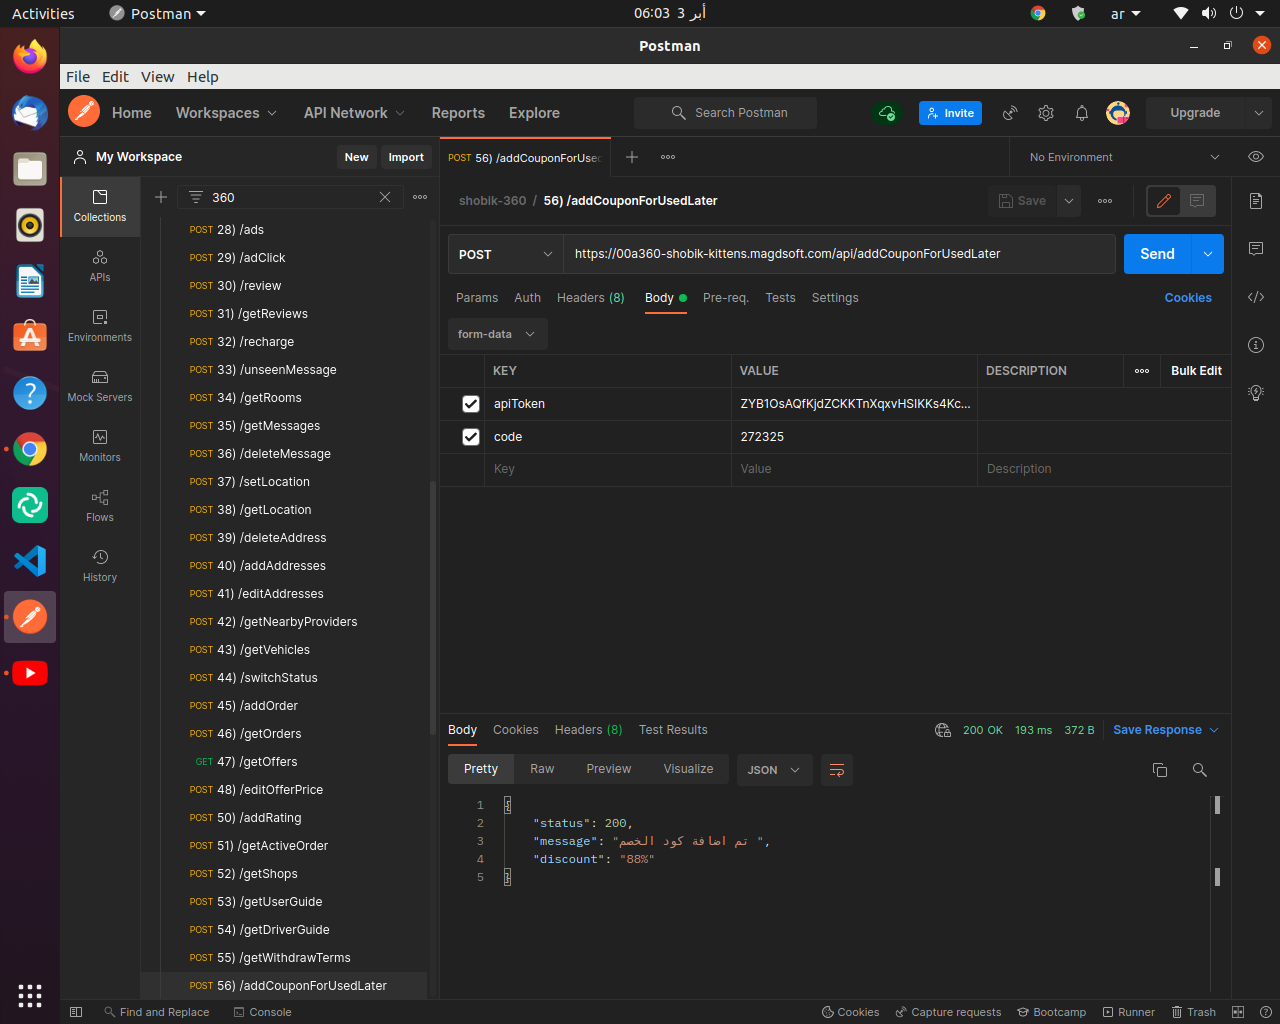 Activities
Postman
06:03 3 أبر
ar
Postman
File Edit View Help
Home Workspaces API Network Reports Explore
Search Postman
Invite
Upgrade
My Workspace
New Import
POST 56) /addCouponForUsed
No Environment
Collections
APIs
Environments
Mock Servers
Monitors
Flows
History
360
POST 28) /ads
POST 29) /adClick
POST 30) /review
POST 31) /getReviews
POST 32) /recharge
POST 33) /unseenMessage
POST 34) /getRooms
POST 35) /getMessages
POST 36) /deleteMessage
POST 37) /setLocation
POST 38) /getLocation
POST 39) /deleteAddress
POST 40) /addAddresses
POST 41) /editAddresses
POST 42) /getNearbyProviders
POST 43) /getVehicles
POST 44) /switchStatus
POST 45) /addOrder
POST 46) /getOrders
GET 47) /getOffers
POST 48) /editOfferPrice
POST 50) /addRating
POST 51) /getActiveOrder
POST 52) /getShops
POST 53) /getUserGuide
POST 54) /getDriverGuide
POST 55) /getWithdrawTerms
POST 56) /addCouponForUsedLater
shobik-360 / 56) /addCouponForUsedLater
Save
POST https://00a360-shobik-kittens.magdsoft.com/api/addCouponForUsedLater
Send
Params Auth Headers (8) Body Pre-req. Tests Settings
Cookies
form-data
KEY VALUE DESCRIPTION
Bulk Edit
apiToken ZYB1OsAQfKjdZCKKTnXqxvHSIKKs4Kc...
code 272325
Key Value Description
Body Cookies Headers (8) Test Results
200 OK 193 ms 372 B Save Response
Pretty Raw Preview Visualize JSON
1 {
2 "status": 200,
3 "message": "تم اضافة كود الخصم ",
4 "discount": "88%"
5 }
Find and Replace Console
Cookies Capture requests Bootcamp Runner Trash